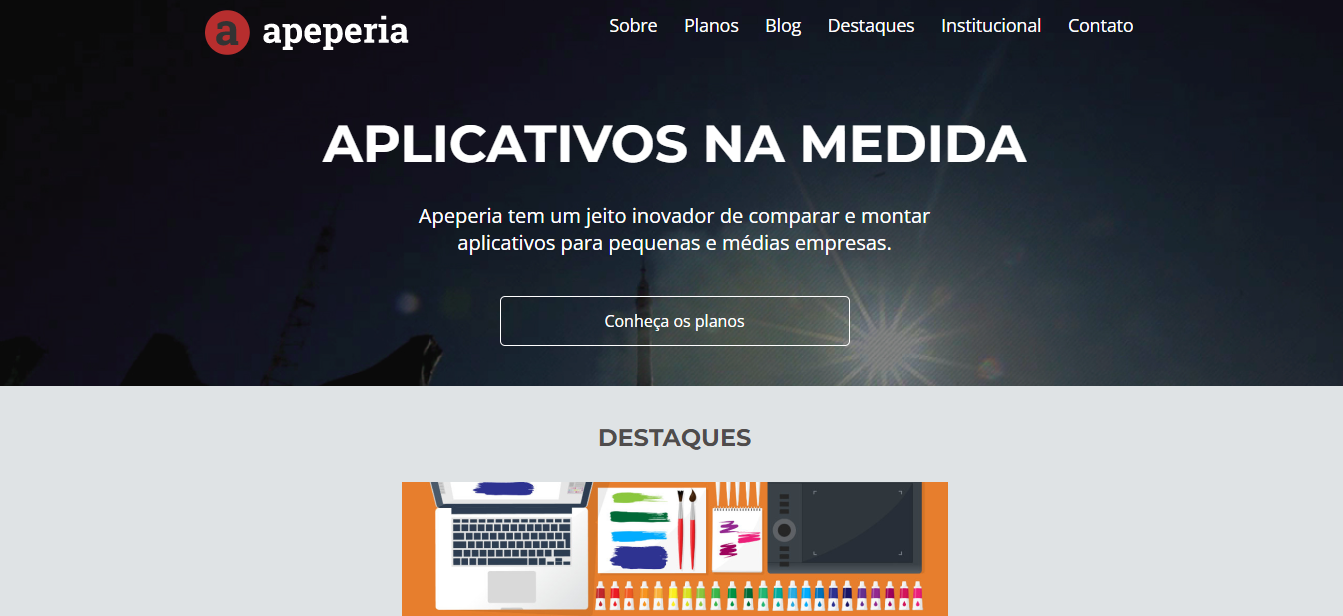 a apeperia
Sobre Planos Blog Destaques Institucional Contato
APLICATIVOS NA MEDIDA
Apeperia tem um jeito inovador de comparar e montar
aplicativos para pequenas e médias empresas.
Conheça os planos
DESTAQUES